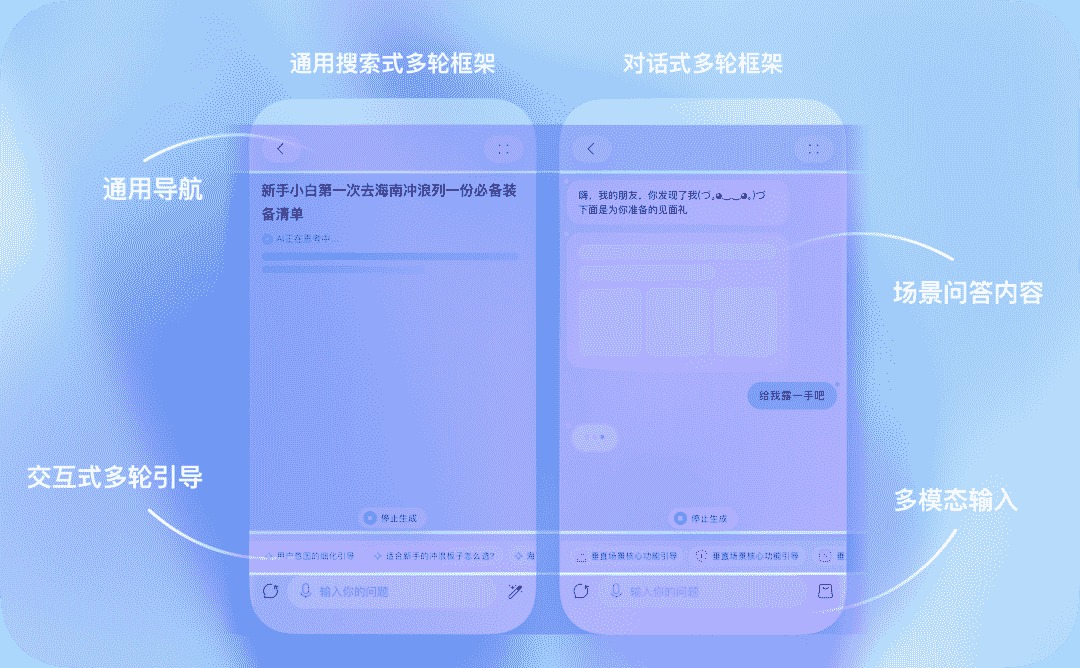 通用搜索式多轮框架
对话式多轮框架
通用导航
新手小白第一次去海南冲浪列一份必备装
备清单
AI正在思考中...
嗨，我的朋友，你发现了我(づ｡◕‿‿◕｡)づ
下面是为你准备的见面礼
场景问答内容
给我露一手吧
交互式多轮引导
多模态输入
停止生成
停止生成
用户意图的细化引导
适合新手的冲浪板子怎么选?
海
垂直场景核心功能引导
垂直场景核心功能引导
垂直
输入你的问题
输入你的问题